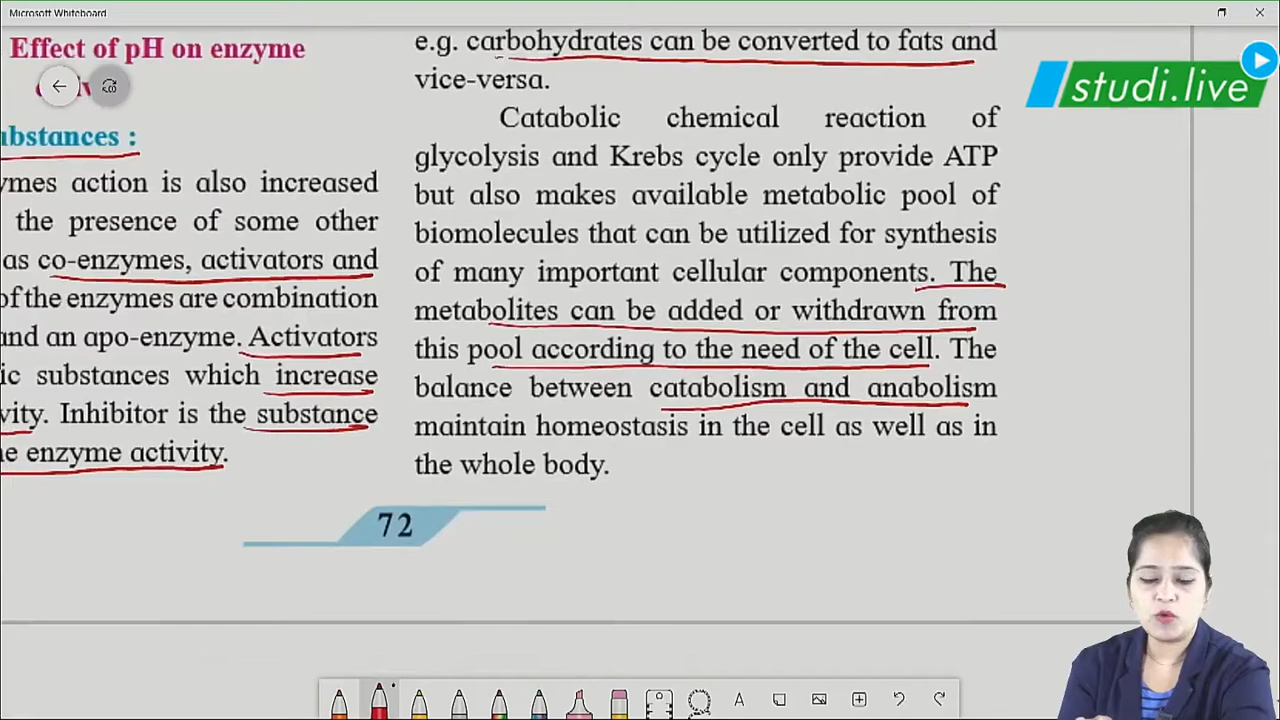 Microsoft Whiteboard
Effect of pH on enzyme
ubstances :
ymes action is also increased
the presence of some other
as co-enzymes, activators and
of the enzymes are combination
and an apo-enzyme. Activators
ic substances which increase
vity. Inhibitor is the substance
he enzyme activity.
e.g. carbohydrates can be converted to fats and
vice-versa.
Catabolic chemical reaction of
glycolysis and Krebs cycle only provide ATP
but also makes available metabolic pool of
biomolecules that can be utilized for synthesis
of many important cellular components. The
metabolites can be added or withdrawn from
this pool according to the need of the cell. The
balance between catabolism and anabolism
maintain homeostasis in the cell as well as in
the whole body.
72
studi.live